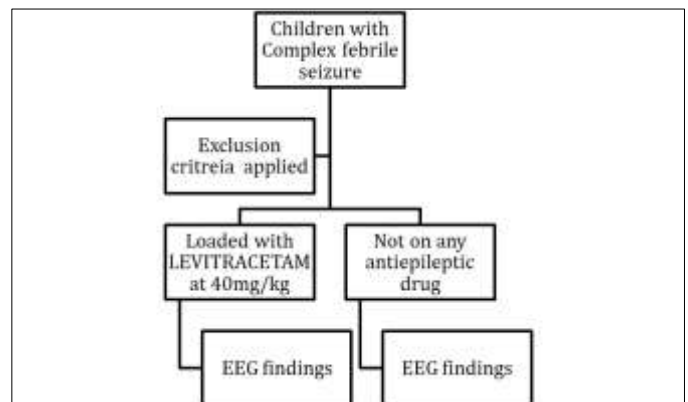 Children with
Complex febrile
seizure
Exclusion
critreia applied
Loaded with
LEVITRACETAM
at 40mg/kg
Not on any
antiepileptic
drug
EEG findings
EEG findings